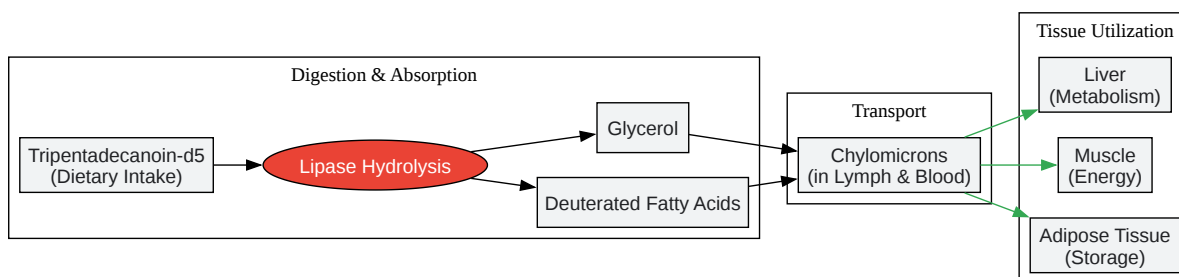 Digestion & Absorption
Tripentadecanoin-d5
(Dietary Intake)
Lipase Hydrolysis
Glycerol
Deuterated Fatty Acids
Transport
Chylomicrons
(in Lymph & Blood)
Tissue Utilization
Liver
(Metabolism)
Muscle
(Energy)
Adipose Tissue
(Storage)